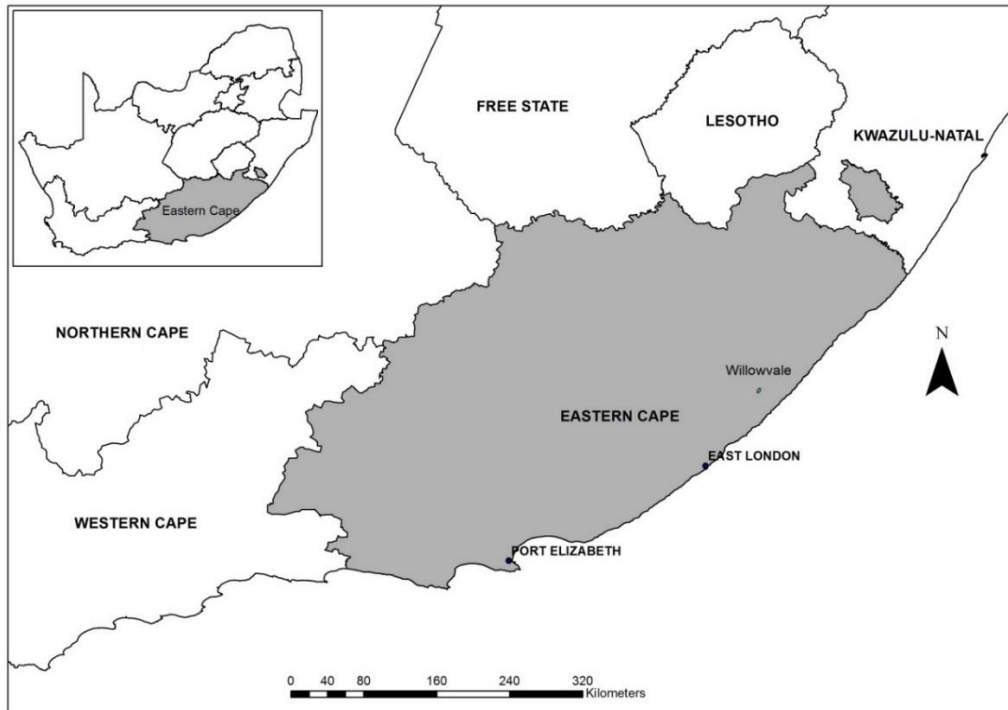 Eastern Cape
FREE STATE
LESOTHO
KWAZULU-NATAL
NORTHERN CAPE
N
Willowvale
EASTERN CAPE
EAST LONDON
WESTERN CAPE
PORT ELIZABETH
0 20 40 80 160 240 320
Kilometers